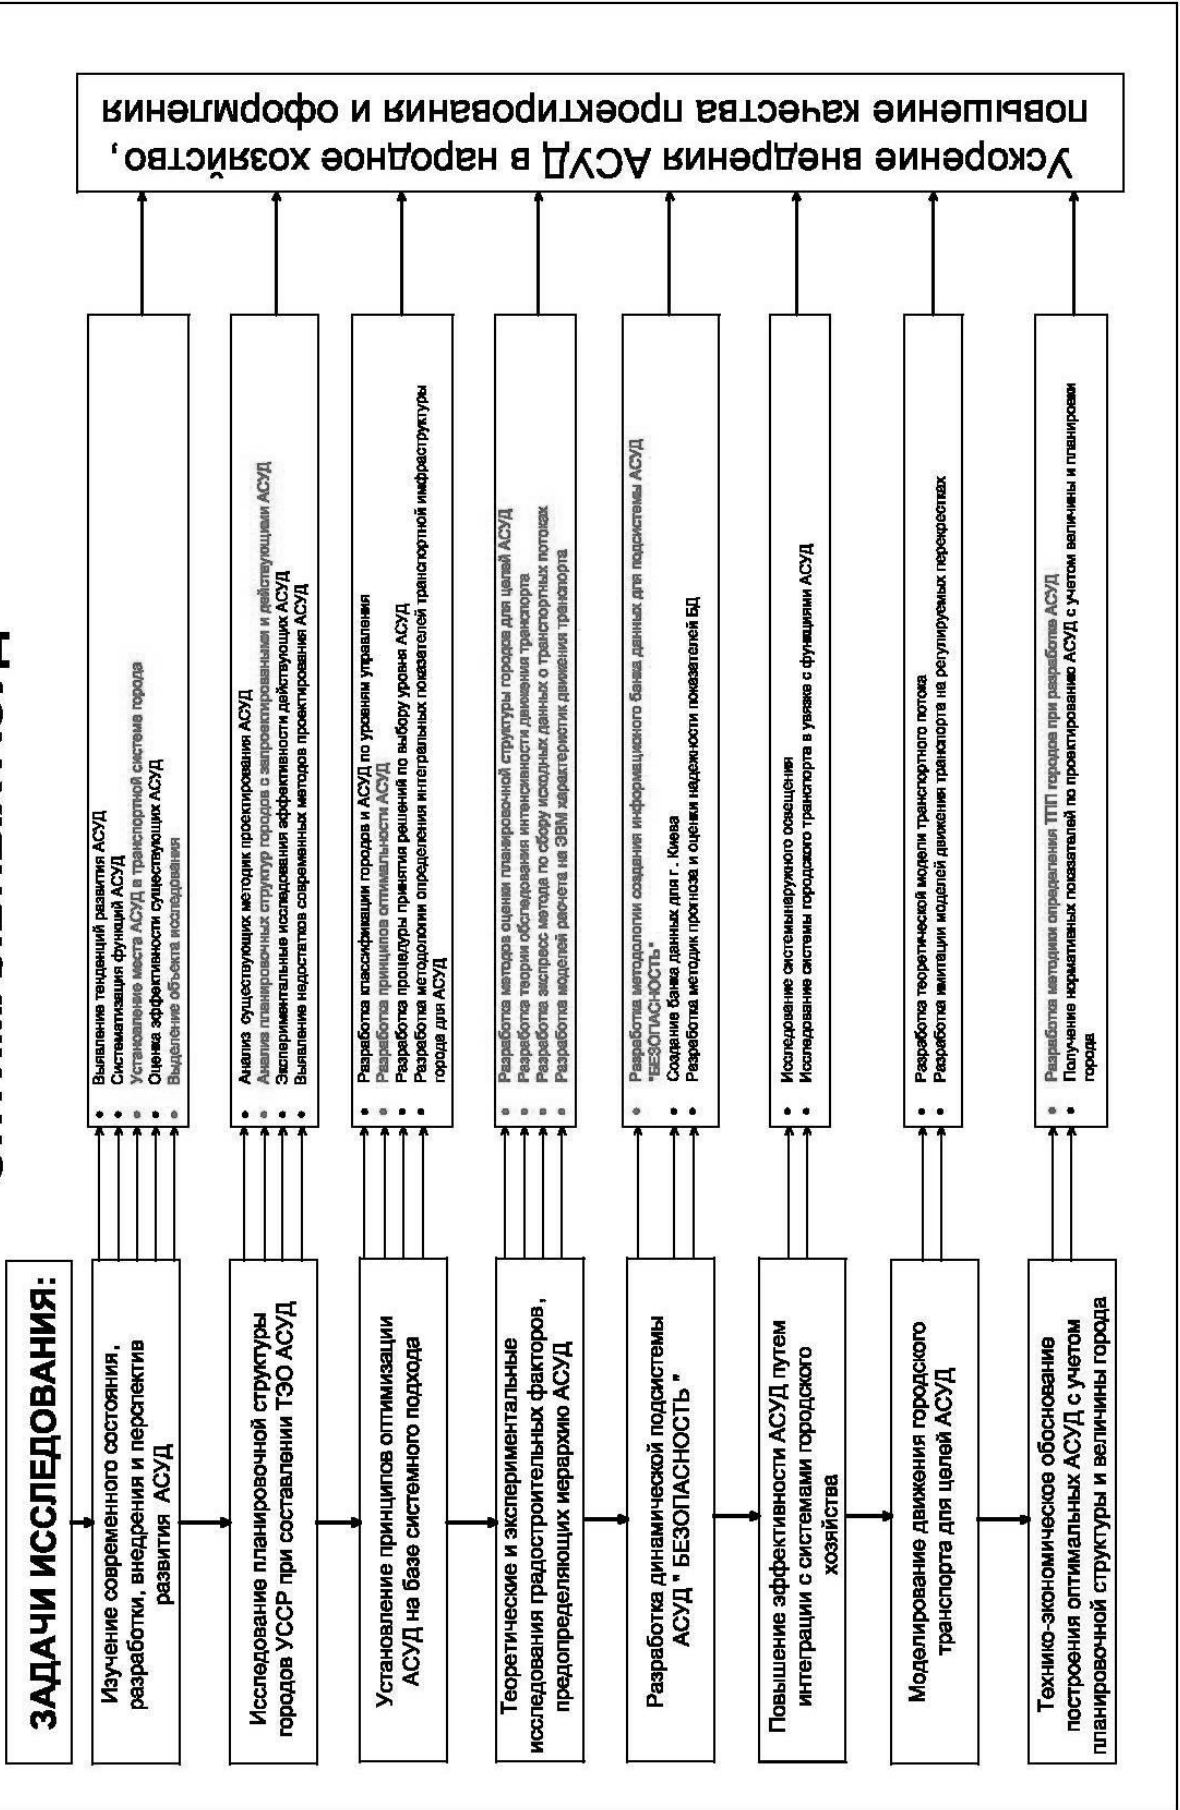 ЗАДАЧИ ИССЛЕДОВАНИЯ:
Изучение современного состояния,
разработки, внедрения и перспектив
развития АСУД
Выявление тенденций развития АСУД
Систематизация функций АСУД
Установление места АСУД в транспортной системе города
Оценка эффективности существующих АСУД
Выделение объекта исследования
Исследование планировочной структуры
городов УССР при составлении ТЭО АСУД
Анализ существующих методик проектирования АСУД
Анализ планировочных структур городов с запроектированными и действующими АСУД
Экспериментальные исследования эффективности действующих АСУД
Выявление недостатков современных методов проектирования АСУД
Установление принципов оптимизации
АСУД на базе системного подхода
Разработка классификации городов и АСУД по уровням управления
Разработка принципов оптимальности АСУД
Разработка процедуры принятия решений по выбору уровня АСУД
Разработка методологии определения интегральных показателей транспортной инфраструктуры
города для АСУД
Теоретические и экспериментальные
исследования градостроительных факторов,
предопределяющих иерархию АСУД
Разработка методов оценки планировочной структуры городов для целей АСУД
Разработка теории обследования интенсивности движения транспорта
Разработка экспресс метода по сбору исходных данных о транспортных потоках
Разработка моделей расчета на ЭВМ характеристик движения транспорта
Разработка динамической подсистемы
АСУД " БЕЗОПАСНОСТЬ "
Разработка методологии создания информационого банка данных для подсистемы АСУД
"БЕЗОПАСНОСТЬ"
Создание банка данных для г. Киева
Разработка методик прогноза и оценки надежности показателей БД
Повышение эффективности АСУД путем
интеграции с системами городского
хозяйства
Исследование системынаружного освещения
Исследование системы городского транспорта в увязке с функциями АСУД
Моделирование движения городского
транспорта для целей АСУД
Разработка теоретической модели транспортного потока
Разработка имитации моделей движения транспорта на регулируемых перекрестках
Технико-экономическое обоснование
построения оптимальных АСУД с учетом
планировочной структуры и величины города
Разработка методики определения ТПП городов при разработке АСУД
Получение нормативных показателей по проектированию АСУД с учетом величины и планировки
города
Ускорение внедрения АСУД в народное хозяйство,
повышение качества проектирования и оформления